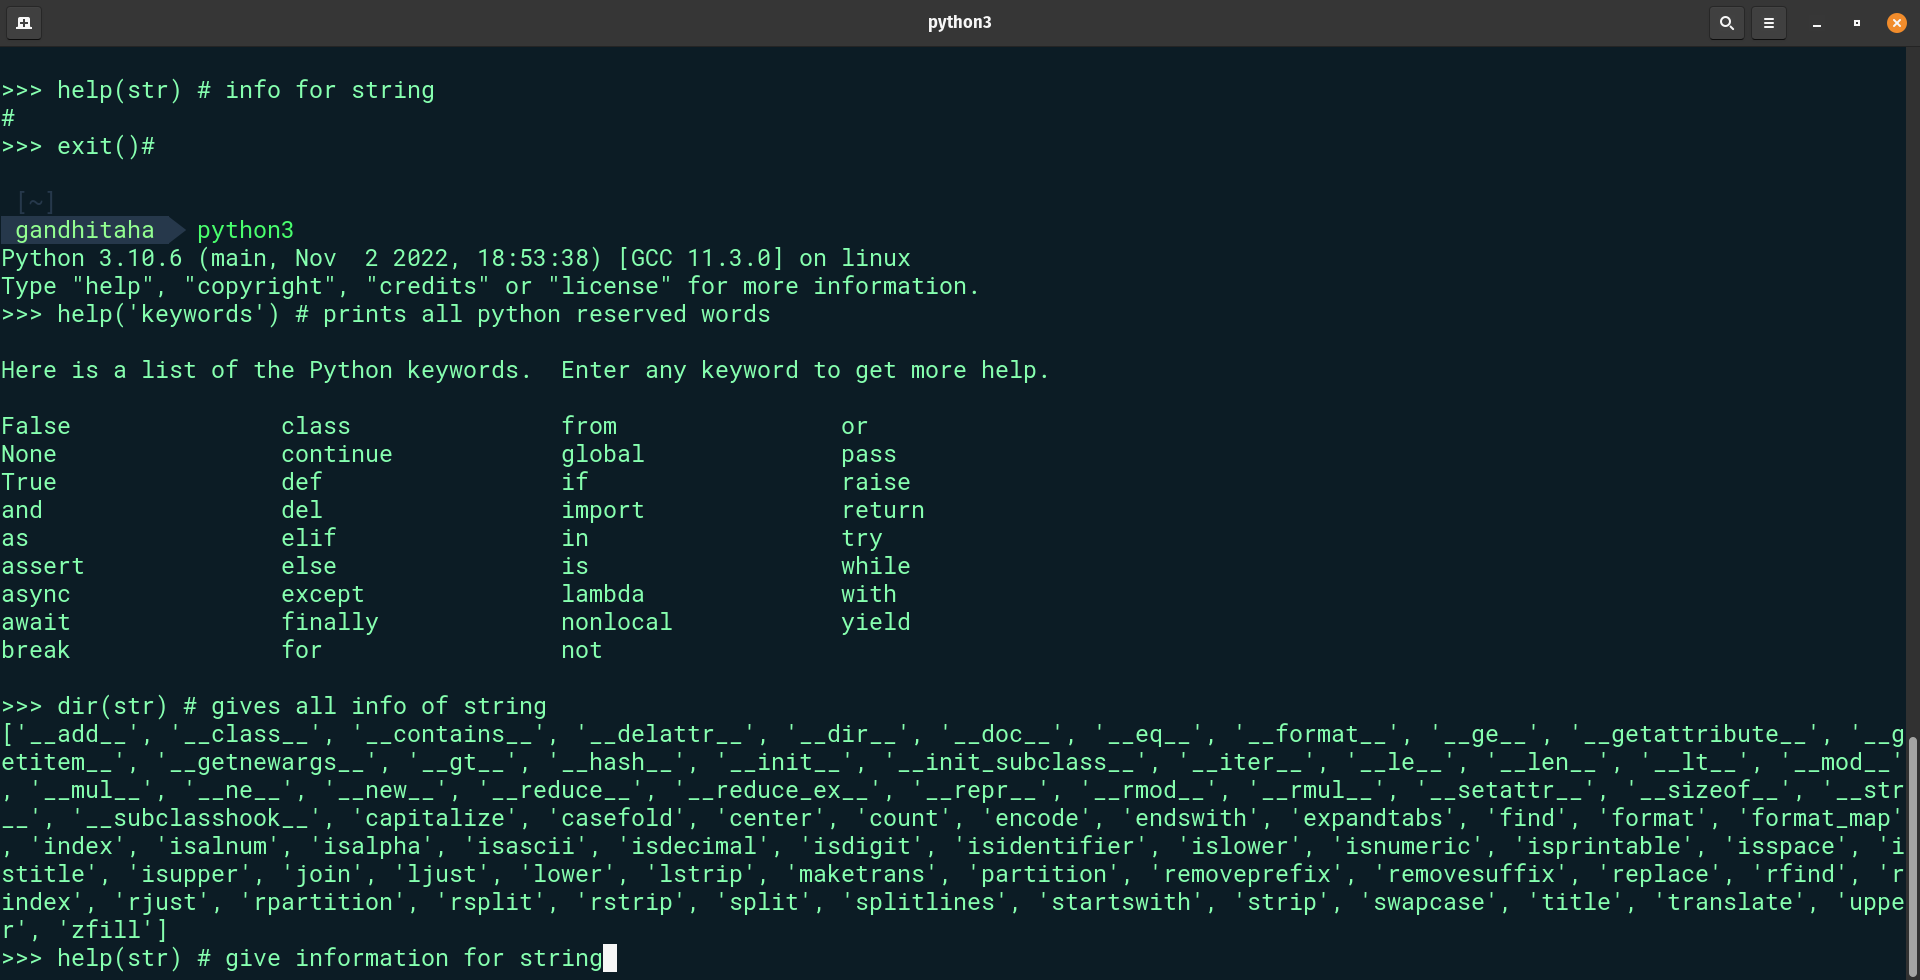 python3
>>> help(str) # info for string
#
>>> exit()#
[~]
gandhitaha python3
Python 3.10.6 (main, Nov  2 2022, 18:53:38) [GCC 11.3.0] on linux
Type "help", "copyright", "credits" or "license" for more information.
>>> help('keywords') # prints all python reserved words
Here is a list of the Python keywords.  Enter any keyword to get more help.
False               class               from                or
None                continue            global              pass
True                def                 if                  raise
and                 del                 import              return
as                  elif                in                  try
assert              else                is                  while
async               except              lambda              with
await               finally             nonlocal            yield
break               for                 not
>>> dir(str) # gives all info of string
['__add__', '__class__', '__contains__', '__delattr__', '__dir__', '__doc__', '__eq__', '__format__', '__ge__', '__getattribute__', '__g
etitem__', '__getnewargs__', '__gt__', '__hash__', '__init__', '__init_subclass__', '__iter__', '__le__', '__len__', '__lt__', '__mod__'
, '__mul__', '__ne__', '__new__', '__reduce__', '__reduce_ex__', '__repr__', '__rmod__', '__rmul__', '__setattr__', '__sizeof__', '__str
__', '__subclasshook__', 'capitalize', 'casefold', 'center', 'count', 'encode', 'endswith', 'expandtabs', 'find', 'format', 'format_map'
, 'index', 'isalnum', 'isalpha', 'isascii', 'isdecimal', 'isdigit', 'isidentifier', 'islower', 'isnumeric', 'isprintable', 'isspace', 'i
stitle', 'isupper', 'join', 'ljust', 'lower', 'lstrip', 'maketrans', 'partition', 'removeprefix', 'removesuffix', 'replace', 'rfind', 'r
index', 'rjust', 'rpartition', 'rsplit', 'rstrip', 'split', 'splitlines', 'startswith', 'strip', 'swapcase', 'title', 'translate', 'uppe
r', 'zfill']
>>> help(str) # give information for string